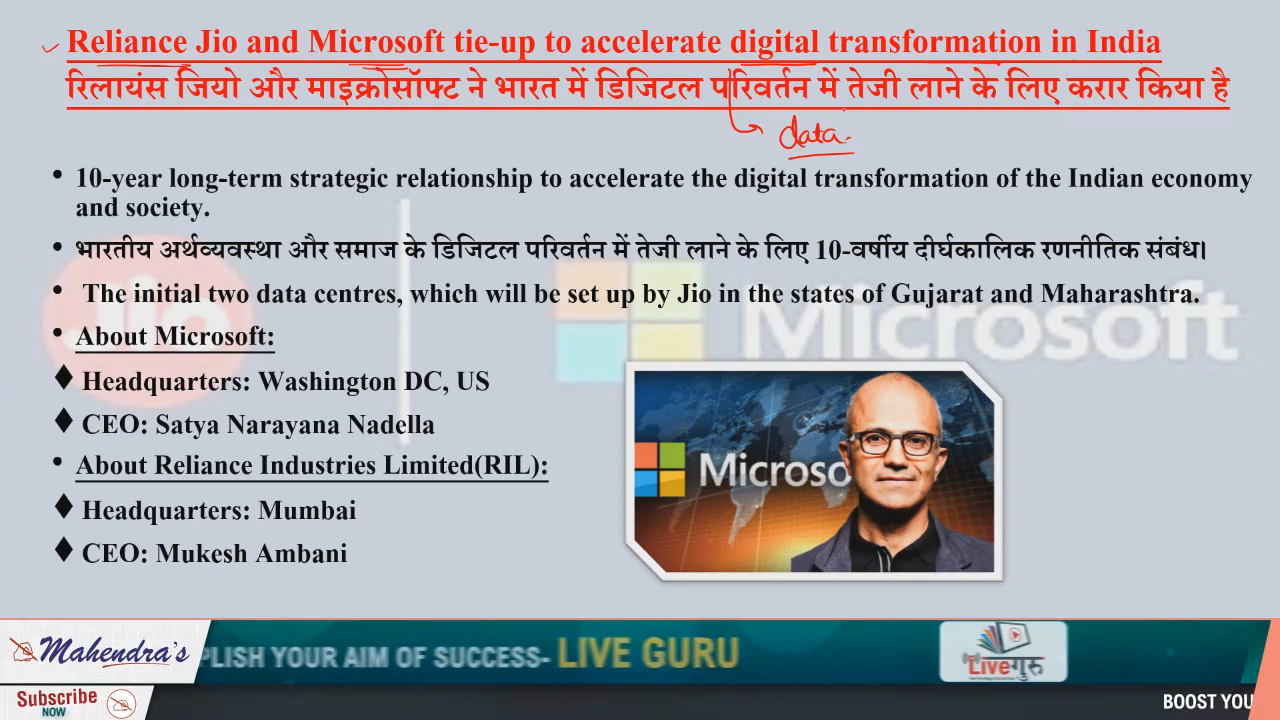 Reliance Jio and Microsoft tie-up to accelerate digital transformation in India
रिलायंस जियो और माइक्रोसॉफ्ट ने भारत में डिजिटल परिवर्तन में तेजी लाने के लिए करार किया है
data
• 10-year long-term strategic relationship to accelerate the digital transformation of the Indian economy
and society.
• भारतीय अर्थव्यवस्था और समाज के डिजिटल परिवर्तन में तेजी लाने के लिए 10-वर्षीय दीर्घकालिक रणनीतिक संबंध।
• The initial two data centres, which will be set up by Jio in the states of Gujarat and Maharashtra.
Jio
Microsoft
• About Microsoft:
♦ Headquarters: Washington DC, US
♦ CEO: Satya Narayana Nadella
• About Reliance Industries Limited(RIL):
♦ Headquarters: Mumbai
♦ CEO: Mukesh Ambani
Microso
Mahendra's
PLISH YOUR AIM OF SUCCESS- LIVE GURU
Liveगुरु
Subscribe
NOW
BOOST YOU